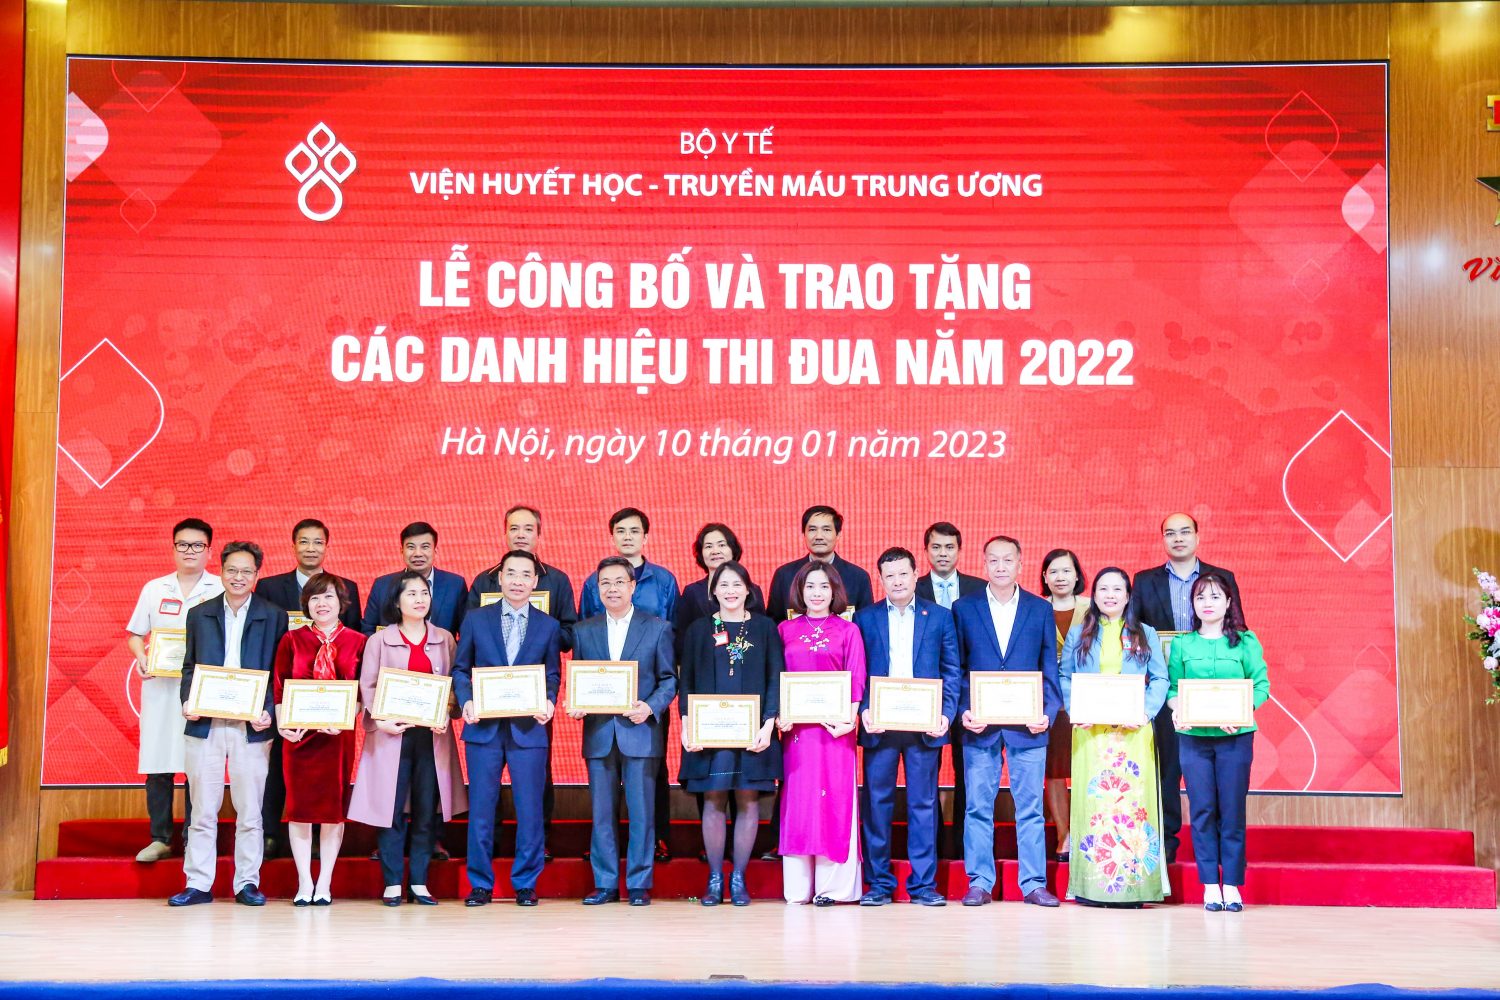 BỘ Y TẾ
VIỆN HUYẾT HỌC - TRUYỀN MÁU TRUNG ƯƠNG
LỄ CÔNG BỐ VÀ TRAO TẶNG
CÁC DANH HIỆU THI ĐUA NĂM 2022
Hà Nội, ngày 10 tháng 01 năm 2023